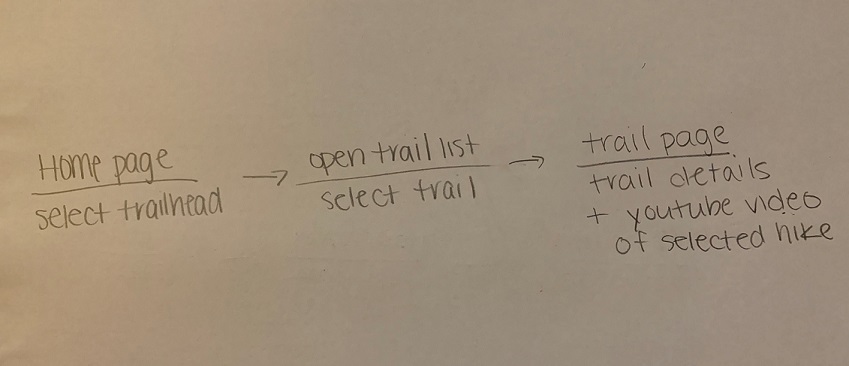 Home page
select trailhead
→
open trail list
select trail
→
trail page
trail details
+ youtube video
of selected hike